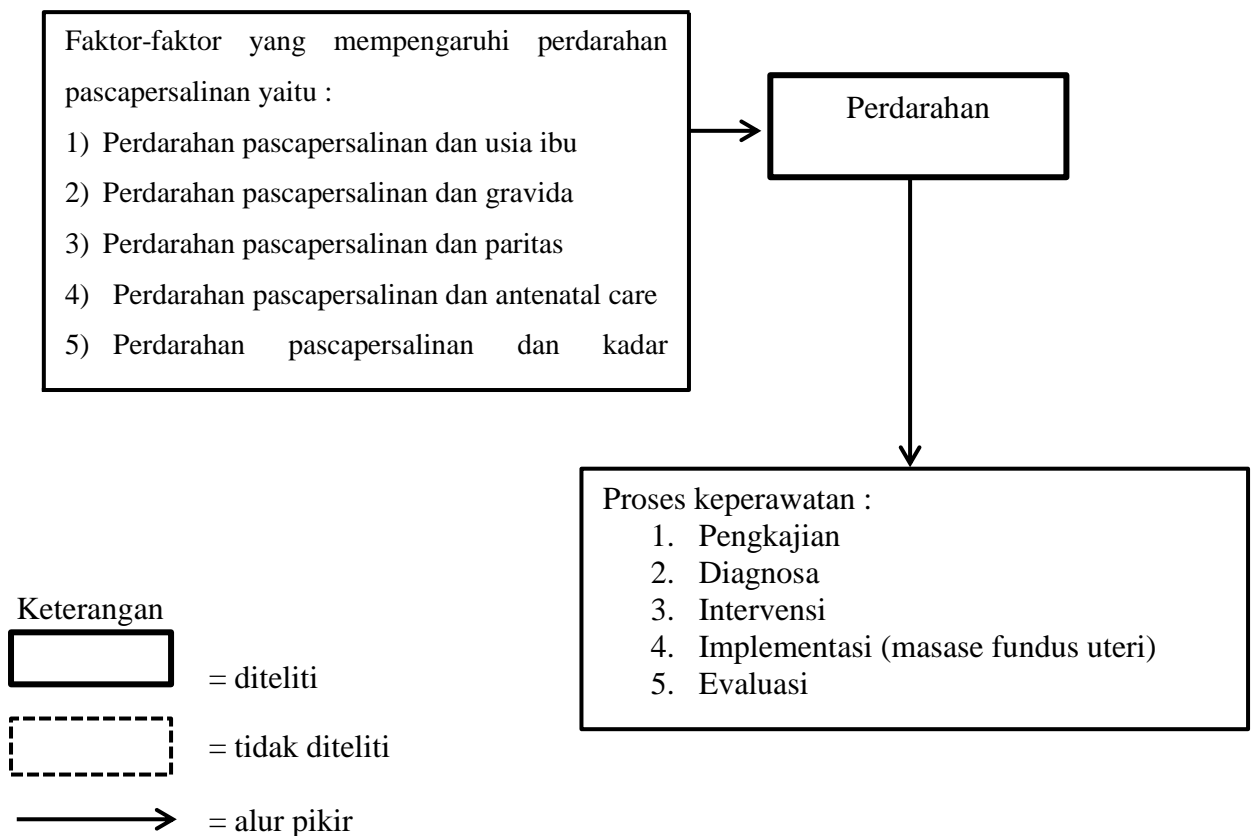 Faktor-faktor yang mempengaruhi perdarahan
pascapersalinan yaitu :
1) Perdarahan pascapersalinan dan usia ibu
2) Perdarahan pascapersalinan dan gravida
3) Perdarahan pascapersalinan dan paritas
4) Perdarahan pascapersalinan dan antenatal care
5) Perdarahan pascapersalinan dan kadar
Perdarahan
Proses keperawatan :
1. Pengkajian
2. Diagnosa
3. Intervensi
4. Implementasi (masase fundus uteri)
5. Evaluasi
Keterangan
= diteliti
= tidak diteliti
= alur pikir